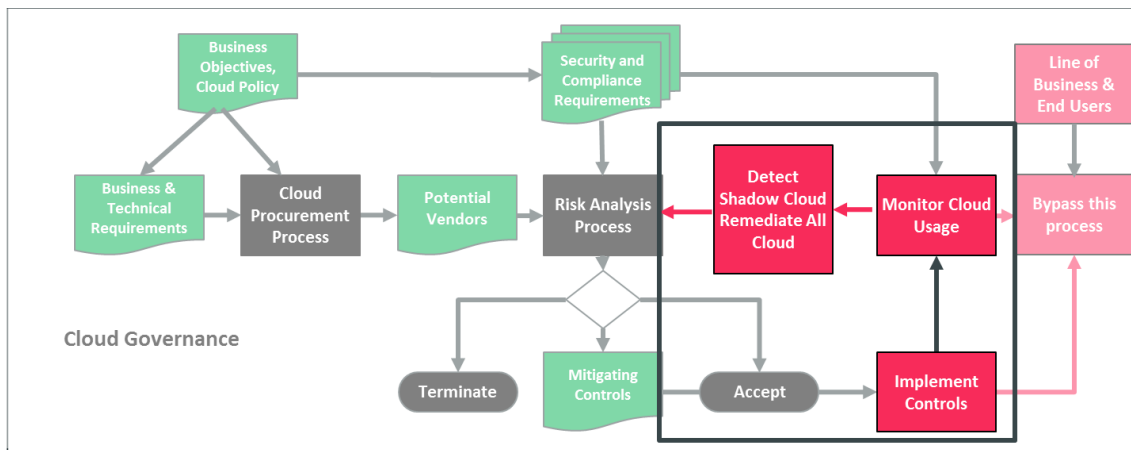 Business
Objectives,
Cloud Policy
Security and
Compliance
Requirements
Line of
Business &
End Users
Business &
Technical
Requirements
Cloud
Procurement
Process
Potential
Vendors
Risk Analysis
Process
Detect
Shadow Cloud
Remediate All
Cloud
Monitor Cloud
Usage
Bypass this
process
Cloud Governance
Terminate
Mitigating
Controls
Accept
Implement
Controls